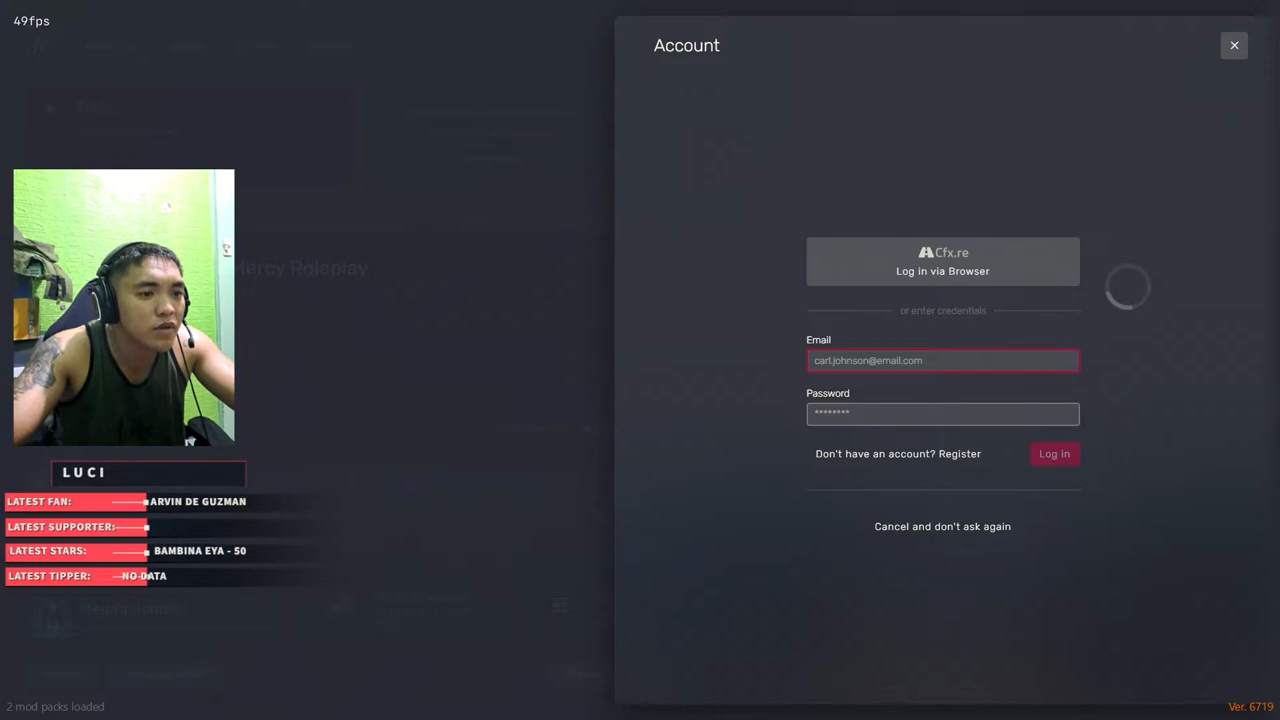 49fps
Account
Mercy Roleplay
Cfx.re
Log in via Browser
or enter credentials
Email
carl.johnson@email.com
Password
********
Don't have an account? Register
Log in
Cancel and don't ask again
LUCI
LATEST FAN: ARVIN DE GUZMAN
LATEST SUPPORTER:
LATEST STARS: BAMBINA EYA - 50
LATEST TIPPER: NO DATA
2 mod packs loaded
Ver. 6719